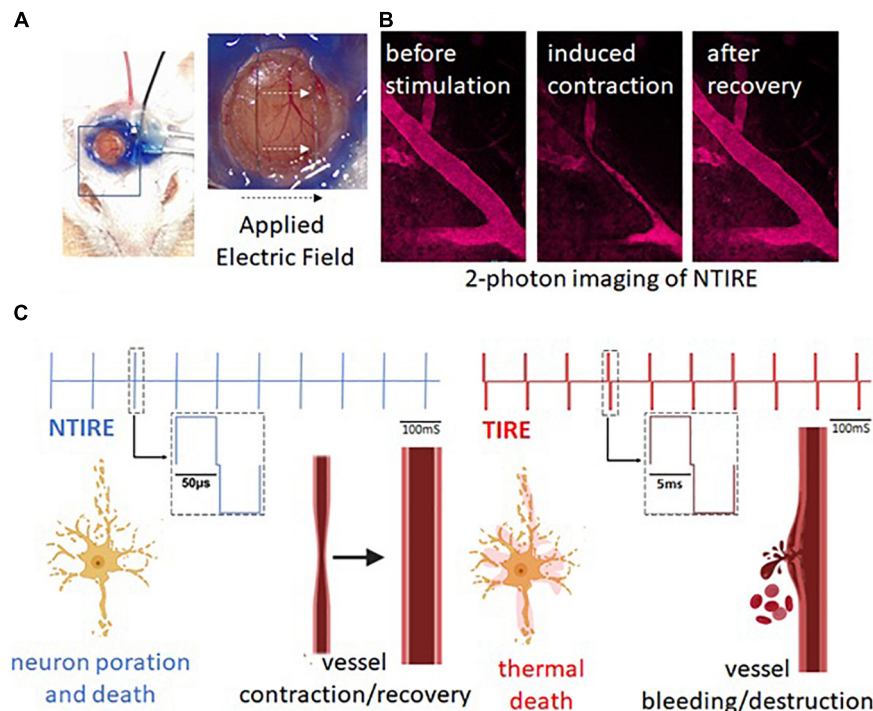 A
Applied
Electric Field
B
before
stimulation
induced
contraction
after
recovery
2-photon imaging of NTIRE
C
NTIRE
100mS
50µs
neuron poration
and death
vessel
contraction/recovery
TIRE
100mS
5ms
thermal
death
vessel
bleeding/destruction